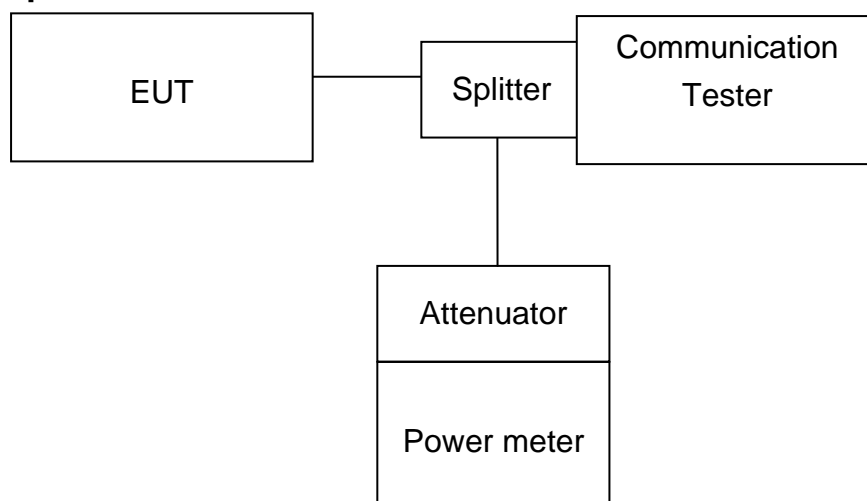 EUT
Splitter
Communication
Tester
Attenuator
Power meter